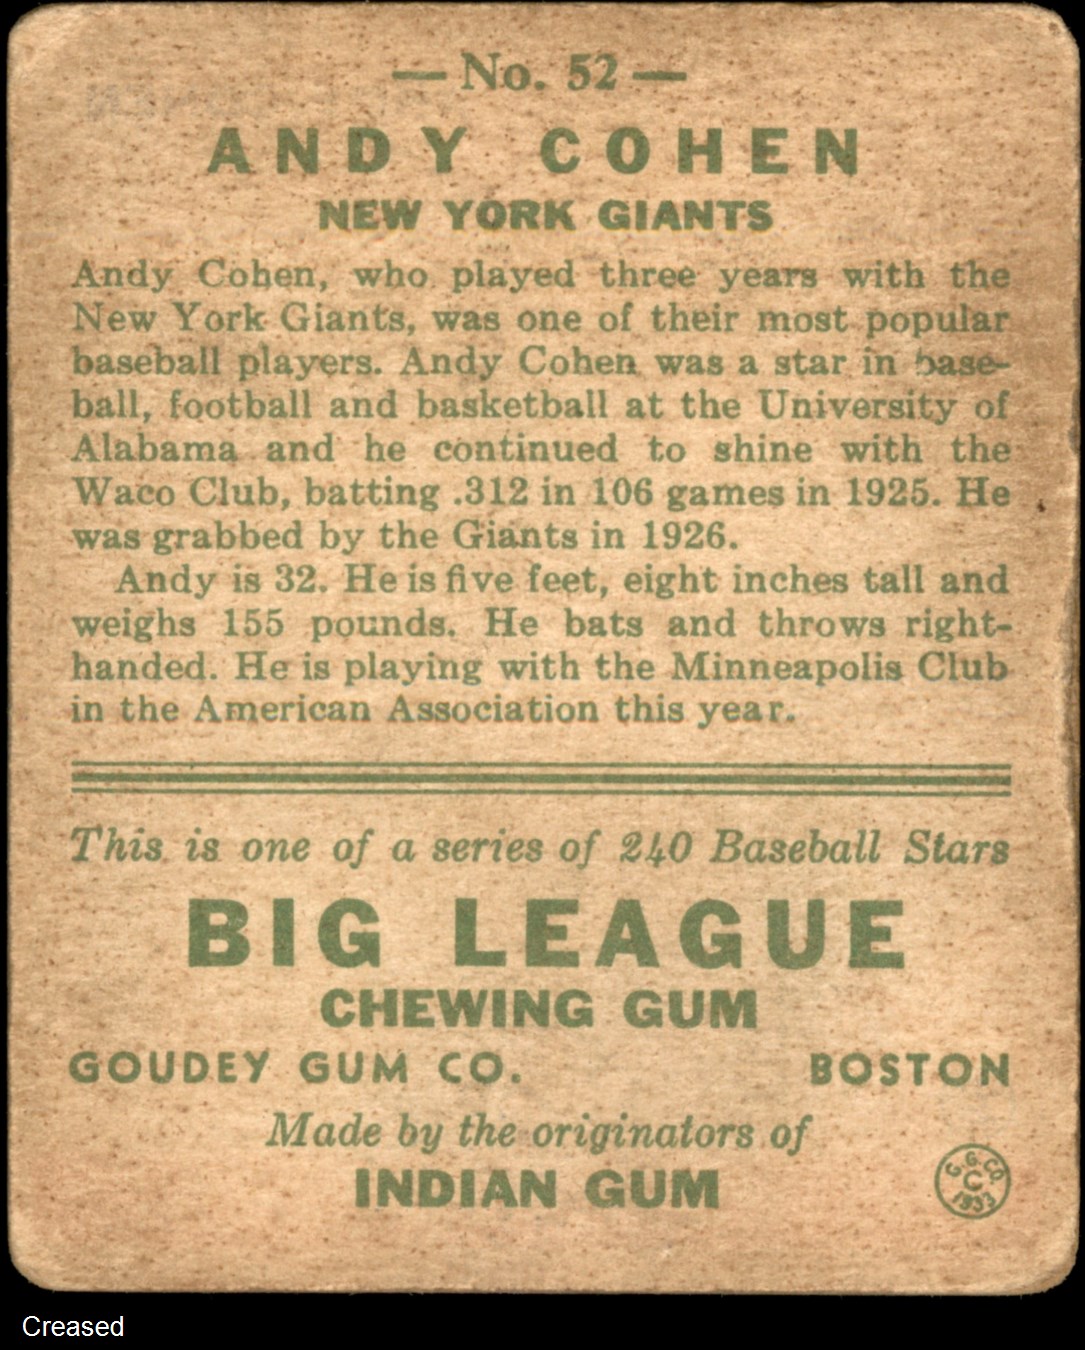 — No. 52 —
ANDY COHEN
NEW YORK GIANTS
Andy Cohen, who played three years with the
New York Giants, was one of their most popular
baseball players. Andy Cohen was a star in base-
ball, football and basketball at the University of
Alabama and he continued to shine with the
Waco Club, batting .312 in 106 games in 1925. He
was grabbed by the Giants in 1926.
Andy is 32. He is five feet, eight inches tall and
weighs 155 pounds. He bats and throws right-
handed. He is playing with the Minneapolis Club
in the American Association this year.
This is one of a series of 240 Baseball Stars
BIG LEAGUE
CHEWING GUM
GOUDEY GUM CO. BOSTON
Made by the originators of
INDIAN GUM
G. G. CO.
C
1933
Creased